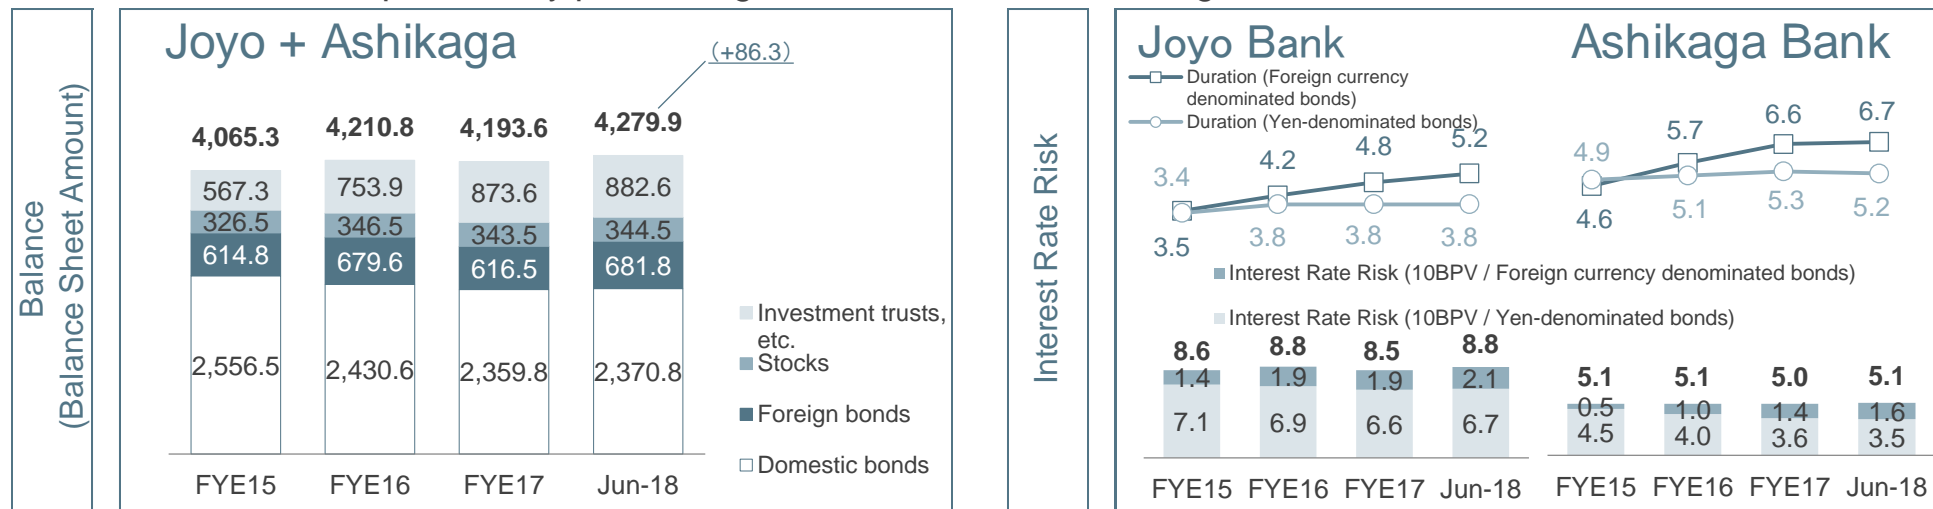 Balance
(Balance Sheet Amount)
Joyo + Ashikaga
(+86.3)
4,065.3
4,210.8
4,193.6
4,279.9
567.3
753.9
873.6
882.6
326.5
346.5
343.5
344.5
614.8
679.6
616.5
681.8
2,556.5
2,430.6
2,359.8
2,370.8
Investment trusts,
etc.
Stocks
Foreign bonds
Domestic bonds
FYE15
FYE16
FYE17
Jun-18
Interest Rate Risk
Joyo Bank
Duration (Foreign currency
denominated bonds)
Duration (Yen-denominated bonds)
3.4
4.2
4.8
5.2
3.5
3.8
3.8
3.8
Ashikaga Bank
4.9
5.7
6.6
6.7
4.6
5.1
5.3
5.2
Interest Rate Risk (10BPV / Foreign currency denominated bonds)
Interest Rate Risk (10BPV / Yen-denominated bonds)
8.6
8.8
8.5
8.8
1.4
1.9
1.9
2.1
7.1
6.9
6.6
6.7
FYE15
FYE16
FYE17
Jun-18
5.1
5.1
5.0
5.1
0.5
1.0
1.4
1.6
4.5
4.0
3.6
3.5
FYE15
FYE16
FYE17
Jun-18